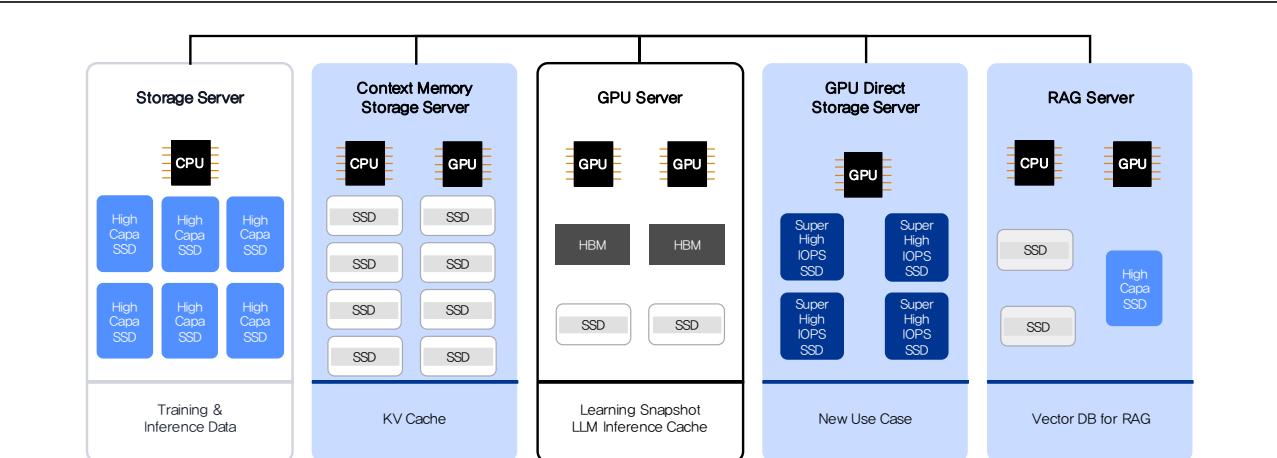 Storage Server
CPU
High
Capa
SSD
High
Capa
SSD
High
Capa
SSD
High
Capa
SSD
High
Capa
SSD
High
Capa
SSD
Training &
Inference Data
Context Memory
Storage Server
CPU
GPU
SSD
SSD
SSD
SSD
SSD
SSD
SSD
SSD
KV Cache
GPU Server
GPU
GPU
HBM
HBM
SSD
SSD
Learning Snapshot
LLM Inference Cache
GPU Direct
Storage Server
GPU
Super
High
IOPS
SSD
Super
High
IOPS
SSD
Super
High
IOPS
SSD
Super
High
IOPS
SSD
New Use Case
RAG Server
CPU
GPU
SSD
SSD
High
Capa
SSD
Vector DB for RAG